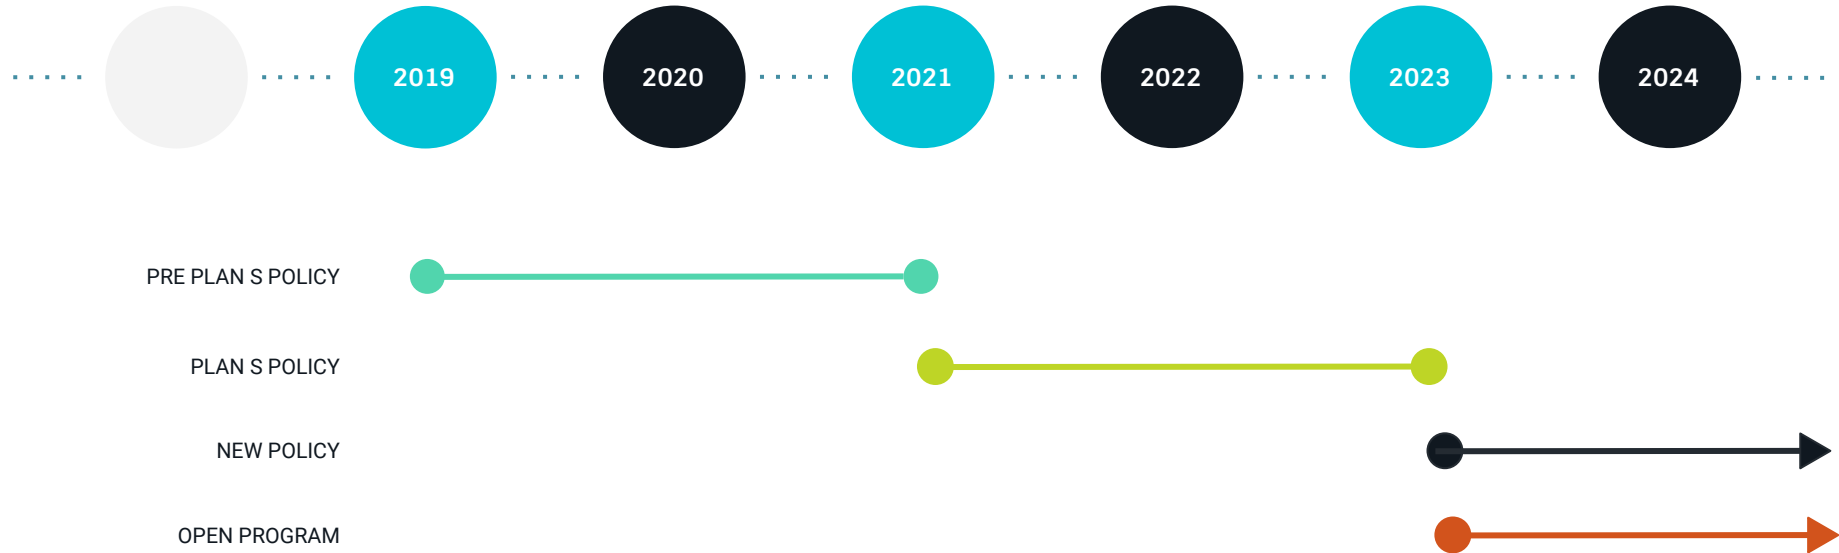 2019
2020
2021
2022
2023
2024
PRE PLAN S POLICY
PLAN S POLICY
NEW POLICY
OPEN PROGRAM